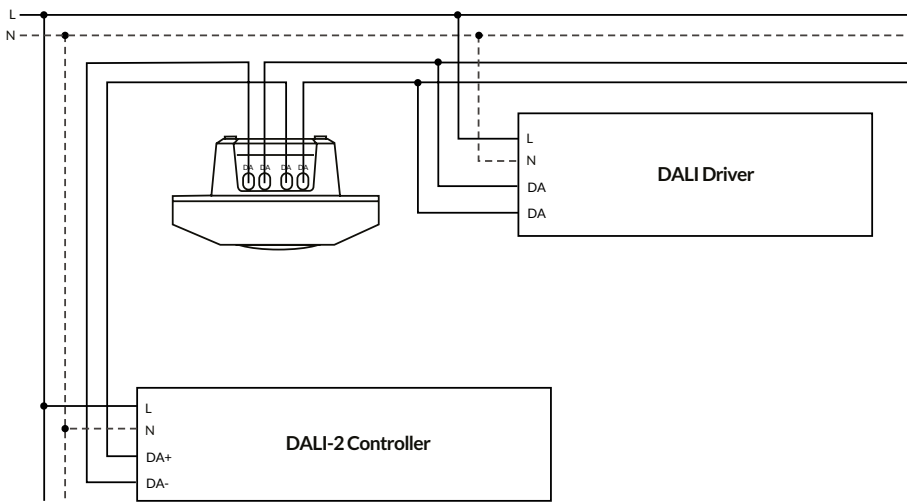 L
N
DA DA DA DA
L
N
DALI Driver
DA
DA
L
N
DALI-2 Controller
DA+
DA-